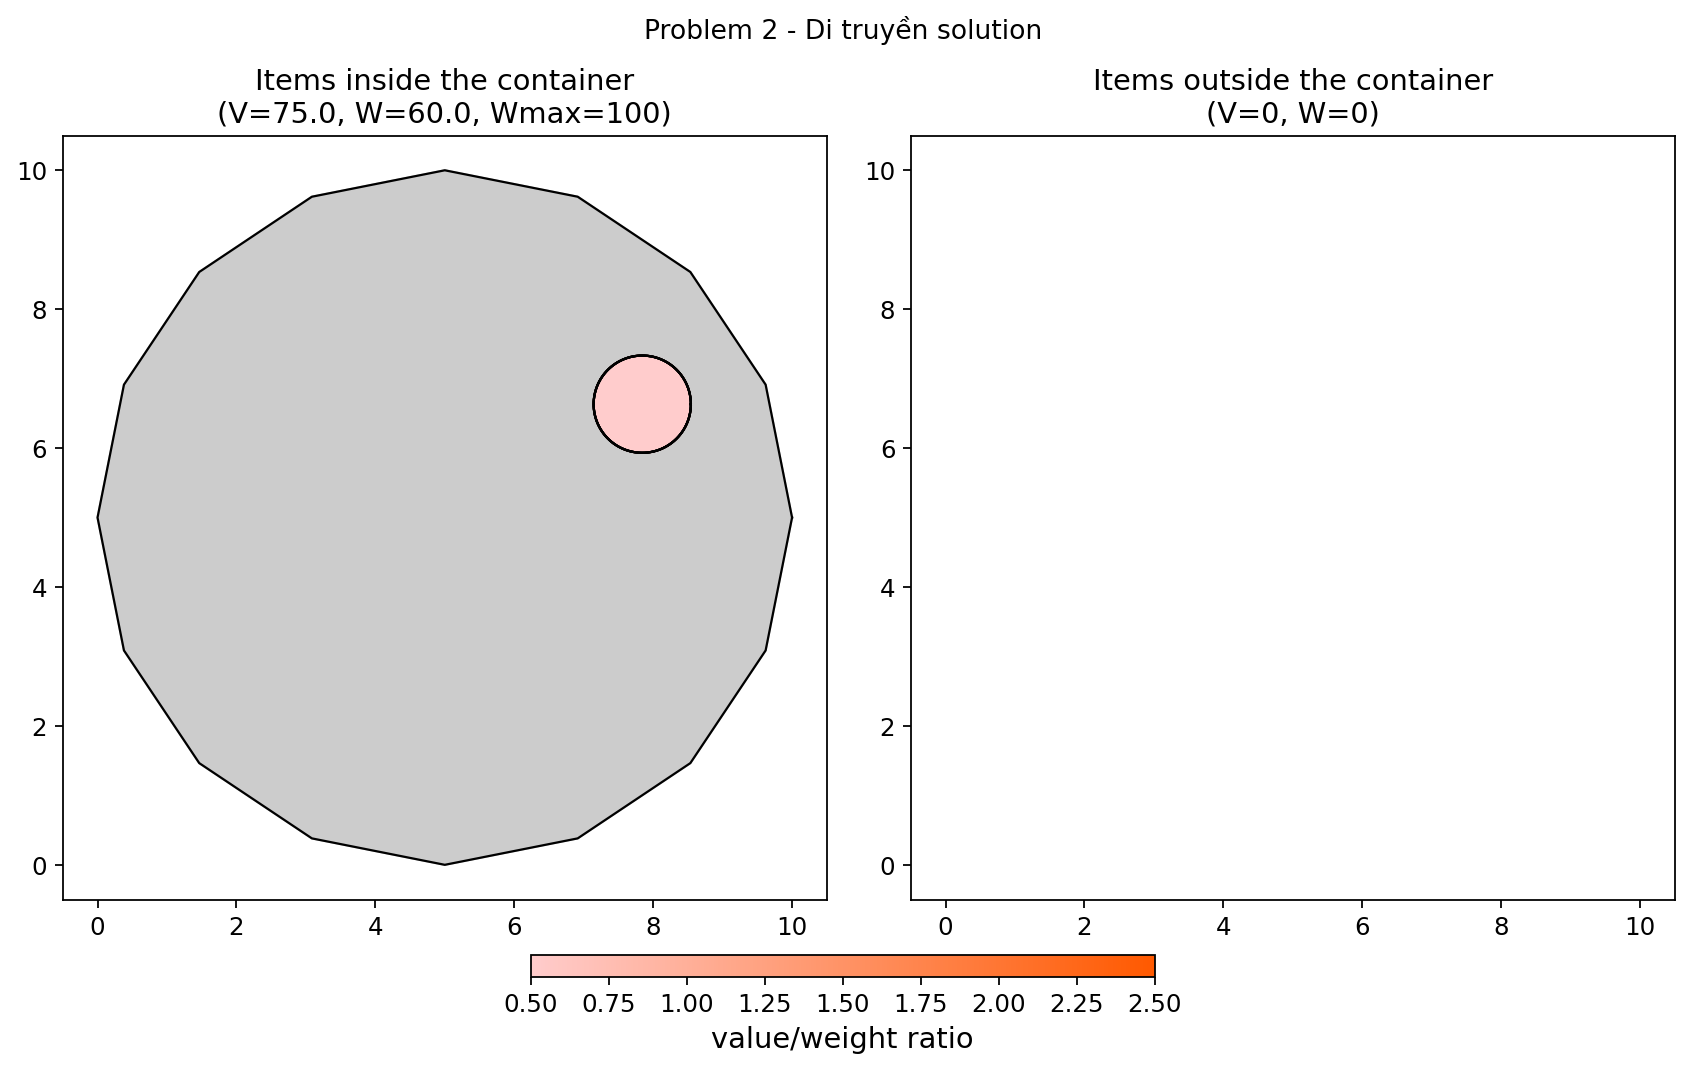 Problem 2 - Di truyền solution
Items inside the container
(V=75.0, W=60.0, Wmax=100)
Items outside the container
(V=0, W=0)
10
8
6
4
2
0
0 2 4 6 8 10
10
8
6
4
2
0
0 2 4 6 8 10
0.50 0.75 1.00 1.25 1.50 1.75 2.00 2.25 2.50
value/weight ratio